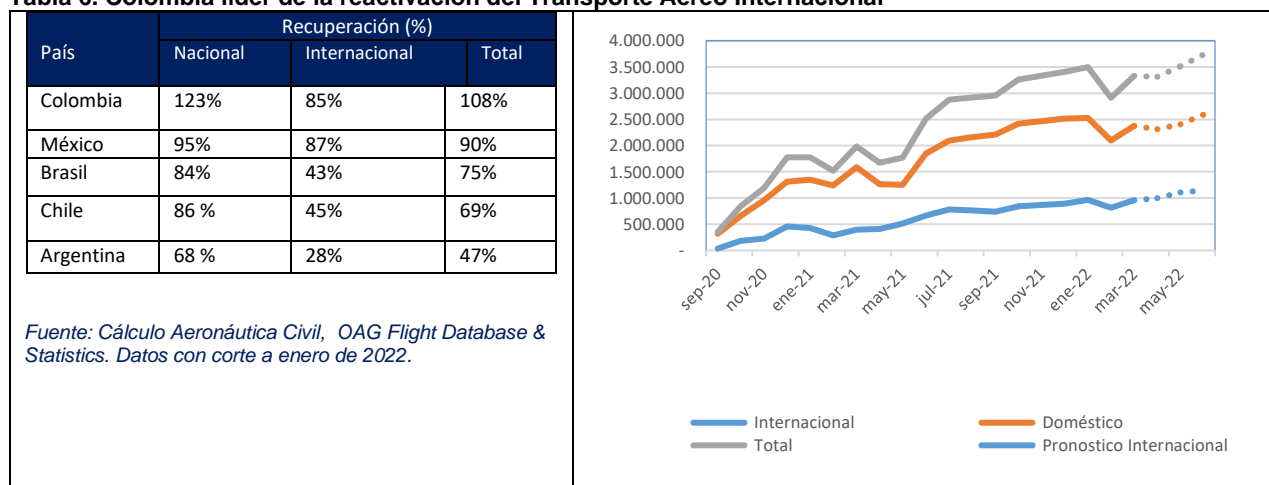 Tabla 6. Colombia líder de la reactivación del Transporte Aéreo Internacional
País Recuperación (%)
Nacional Internacional Total
Colombia 123% 85% 108%
México 95% 87% 90%
Brasil 84% 43% 75%
Chile 86 % 45% 69%
Argentina 68 % 28% 47%
Fuente: Cálculo Aeronáutica Civil, OAG Flight Database &
Statistics. Datos con corte a enero de 2022.
4.000.000
3.500.000
3.000.000
2.500.000
2.000.000
1.500.000
1.000.000
500.000
-
sep-20 nov-20 ene-21 mar-21 may-21 jul-21 sep-21 nov-21 ene-22 mar-22 may-22
Internacional Doméstico
Total Pronostico Internacional